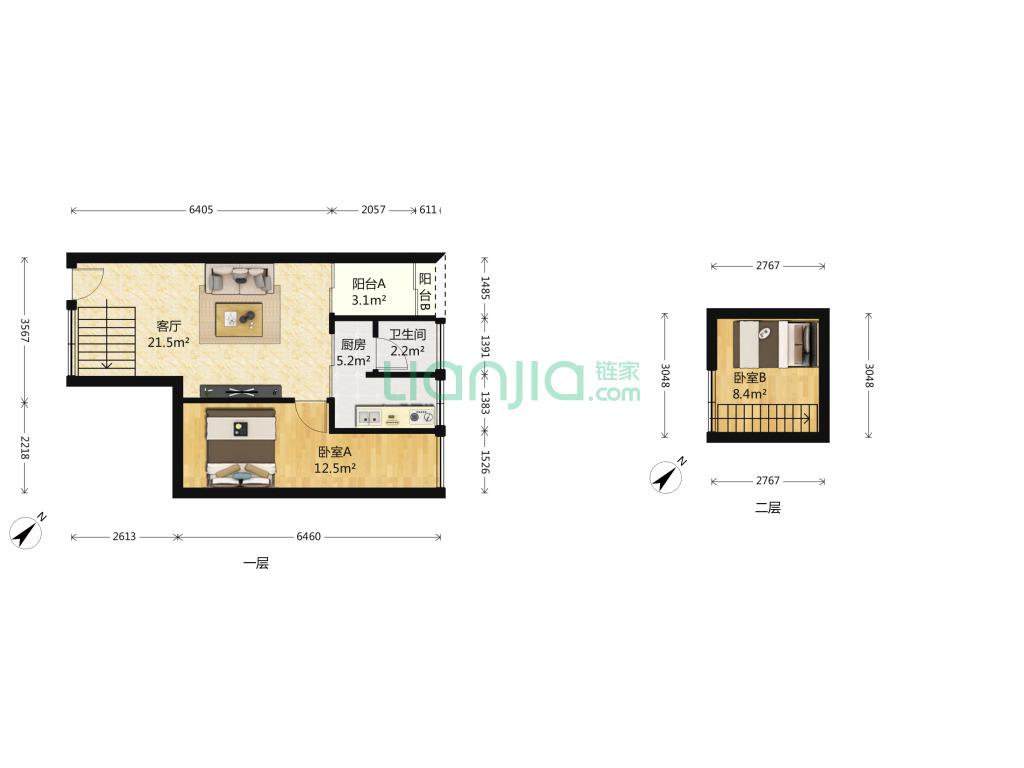 6405
2057
611
2767
阳台A
3.1m²
阳
台
B
1485
3567
客厅
21.5m²
厨房
5.2m²
卫生间
2.2m²
1391
3048
3048
卧室B
8.4m²
LIANJIA 链家
.com
1383
2218
卧室A
12.5m²
1526
N
2767
二层
N
2613
6460
一层